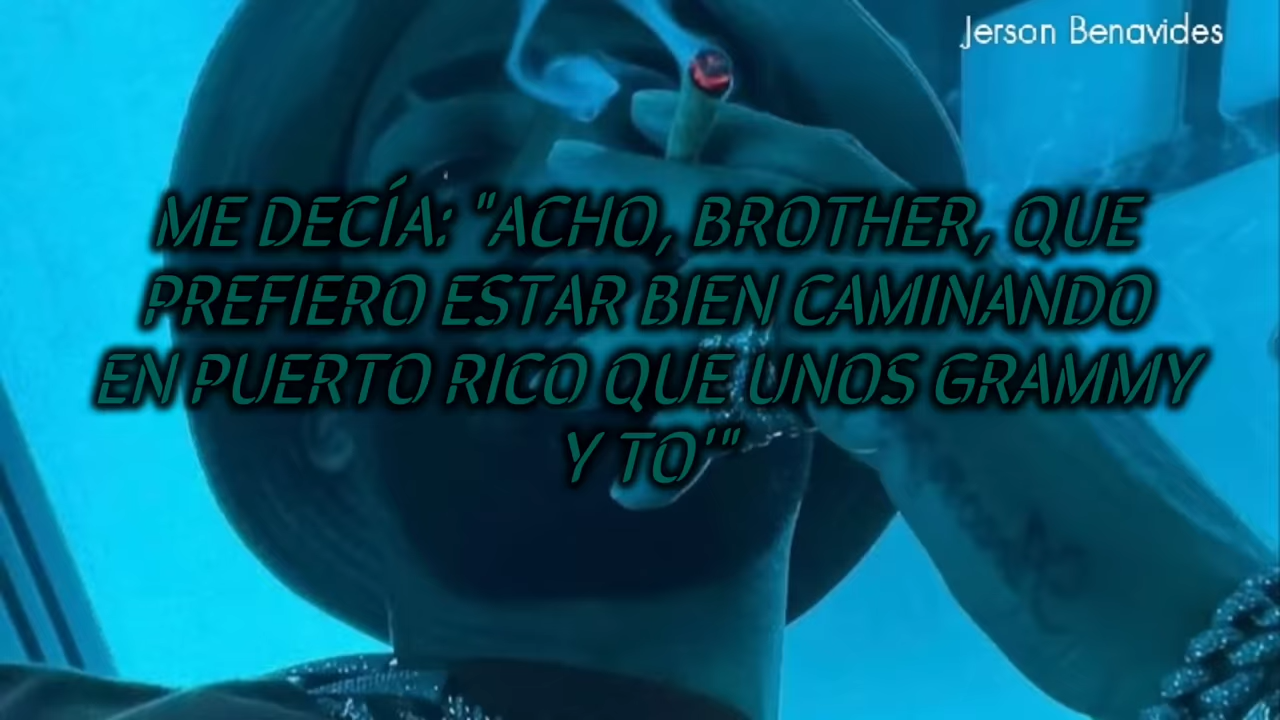 Jerson Benavides
ME DECÍA: "ACHO, BROTHER, QUE
PREFIERO ESTAR BIEN CAMINANDO
EN PUERTO RICO QUE UNOS GRAMMY
Y TO'"